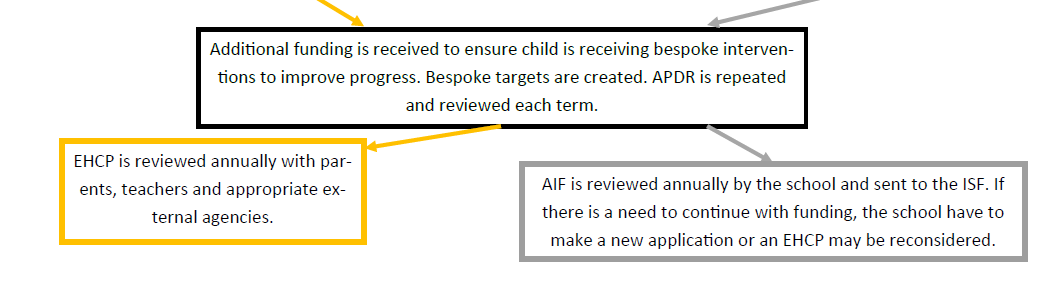 Additional funding is received to ensure child is receiving bespoke interven-
tions to improve progress. Bespoke targets are created. APDR is repeated
and reviewed each term.
EHCP is reviewed annually with par-
ents, teachers and appropriate ex-
ternal agencies.
AIF is reviewed annually by the school and sent to the ISF. If
there is a need to continue with funding, the school have to
make a new application or an EHCP may be reconsidered.